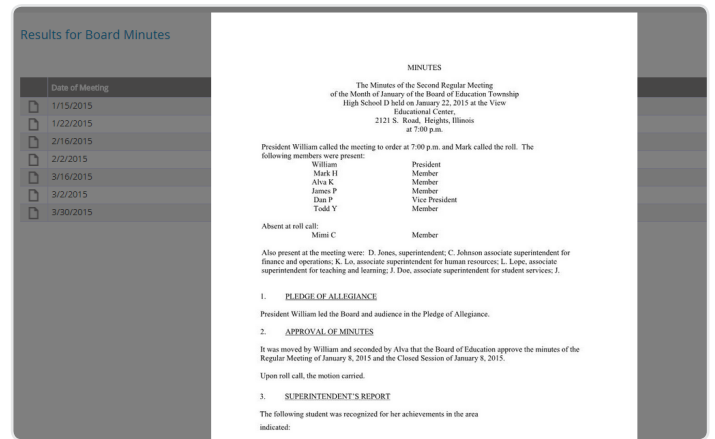 Results for Board Minutes
Date of Meeting
1/15/2015
1/22/2015
2/16/2015
2/2/2015
3/16/2015
3/2/2015
3/30/2015
MINUTES
The Minutes of the Second Regular Meeting
of the Month of January of the Board of Education Township
High School D held on January 22, 2015 at the View
Educational Center,
2121 S. Road, Heights, Illinois
at 7:00 p.m.
President William called the meeting to order at 7:00 p.m. and Mark called the roll. The
following members were present:
William President
Mark H Member
Alva K Member
James P Member
Dan P Vice President
Todd Y Member
Absent at roll call:
Mimi C Member
Also present at the meeting were: D. Jones, superintendent; C. Johnson associate superintendent for
finance and operations; K. Lo, associate superintendent for human resources; L. Lope, associate
superintendent for teaching and learning; J. Doe, associate superintendent for student services; J.
1. PLEDGE OF ALLEGIANCE
President William led the Board and audience in the Pledge of Allegiance.
2. APPROVAL OF MINUTES
It was moved by William and seconded by Alva that the Board of Education approve the minutes of the
Regular Meeting of January 8, 2015 and the Closed Session of January 8, 2015.
Upon roll call, the motion carried.
3. SUPERINTENDENT'S REPORT
The following student was recognized for her achievements in the area
indicated: